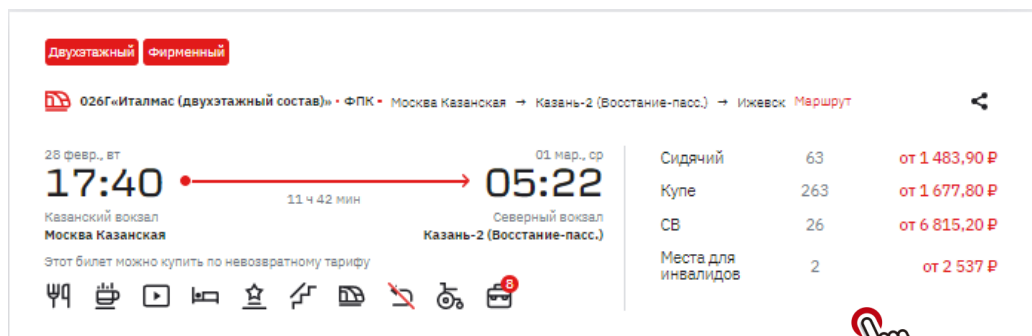 Двухэтажный Фирменный
026Г«Италмас (двухэтажный состав)» • ФПК • Москва Казанская → Казань-2 (Восстание-пасс.) → Ижевск Маршрут
28 февр., вт 01 мар., ср
17:40 05:22
11 ч 42 мин
Казанский вокзал Северный вокзал
Москва Казанская Казань-2 (Восстание-пасс.)
Этот билет можно купить по невозвратному тарифу
8
Сидячий 63 от 1 483,90 ₽
Купе 263 от 1 677,80 ₽
СВ 26 от 6 815,20 ₽
Места для
инвалидов 2 от 2 537 ₽